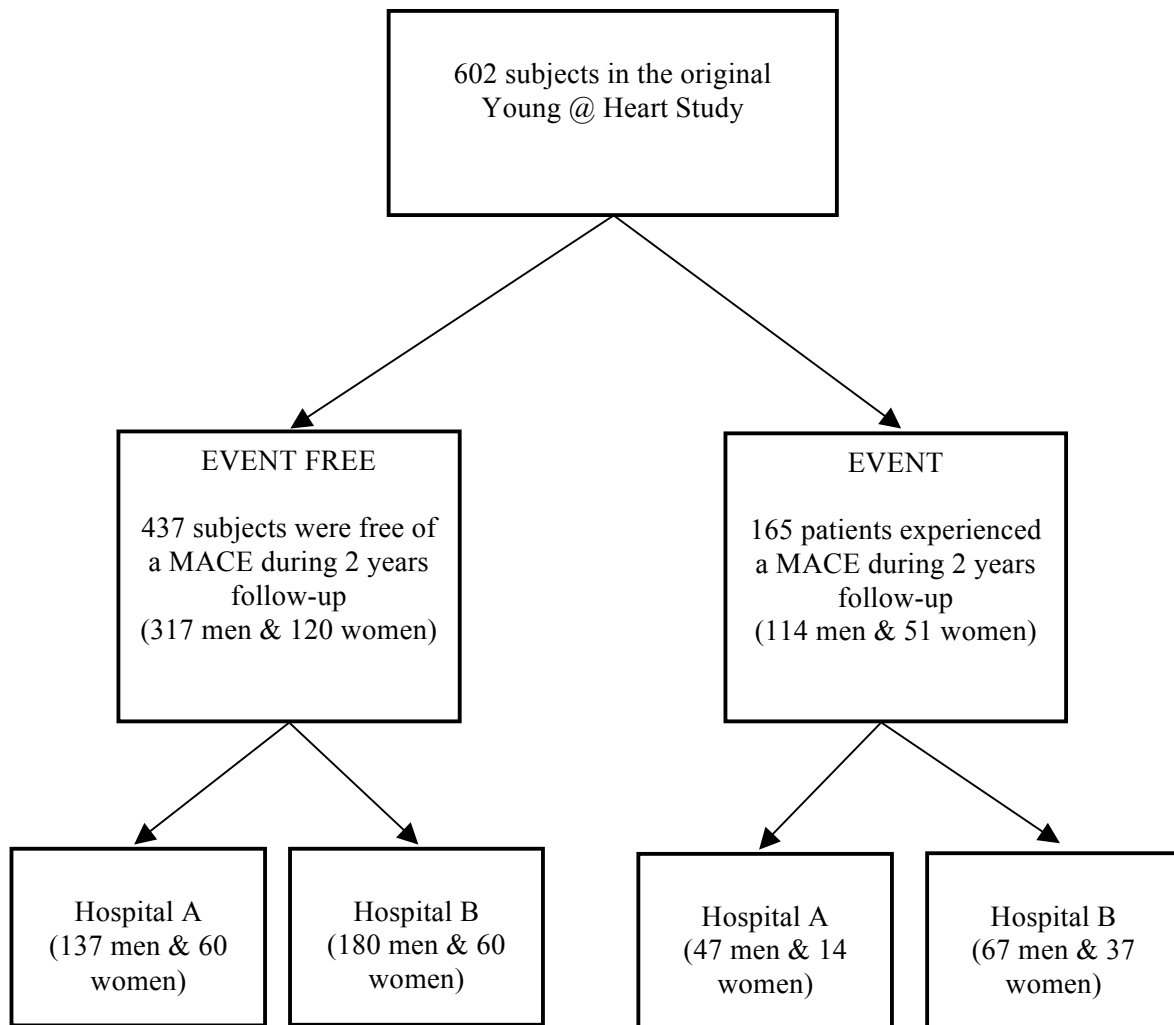 602 subjects in the original
Young @ Heart Study
EVENT FREE
437 subjects were free of
a MACE during 2 years
follow-up
(317 men & 120 women)
EVENT
165 patients experienced
a MACE during 2 years
follow-up
(114 men & 51 women)
Hospital A
(137 men & 60
women)
Hospital B
(180 men & 60
women)
Hospital A
(47 men & 14
women)
Hospital B
(67 men & 37
women)